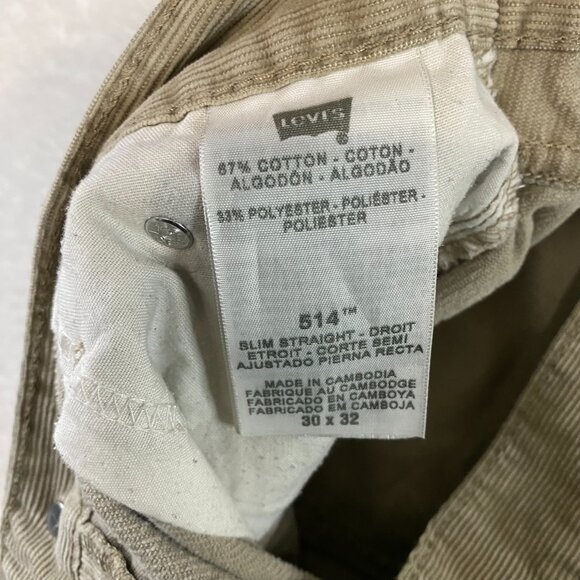 Levi's
67% COTTON - COTON -
ALGODÓN - ALGODÃO
33% POLYESTER - POLIÉSTER -
POLIESTER
514™
SLIM STRAIGHT - DROIT
ETROIT - CORTE SEMI
AJUSTADO PIERNA RECTA
MADE IN CAMBODIA
FABRIQUE AU CAMBODGE
FABRICADO EN CAMBOYA
FABRICADO EM CAMBOJA
30 x 32